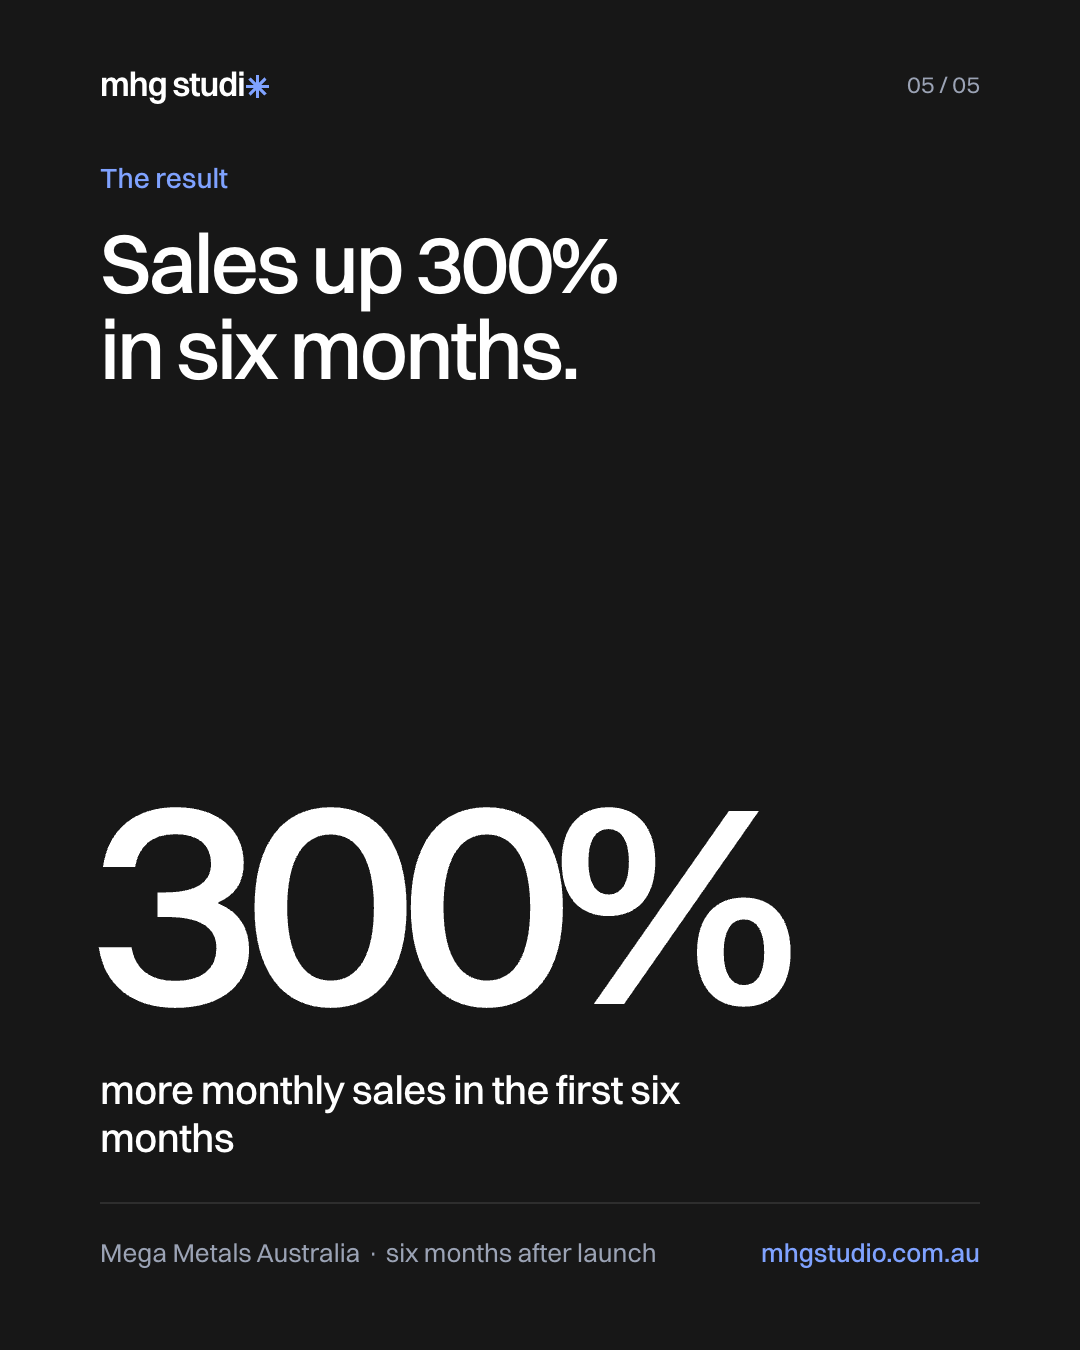 mhg studi*
05 / 05
The result
Sales up 300%
in six months.
300%
more monthly sales in the first six
months
Mega Metals Australia · six months after launch
mhgstudio.com.au